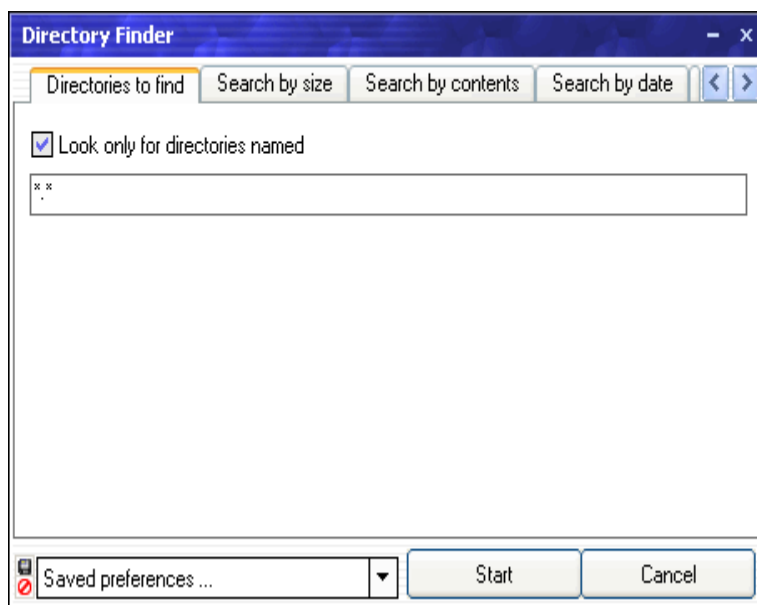 Directory Finder
Directories to find Search by size Search by contents Search by date
Look only for directories named
*.*
Saved preferences ... Start Cancel